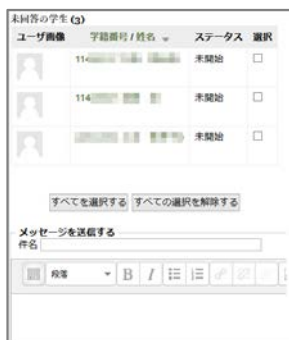 未回答の学生 (3)
ユーザ画像 学籍番号 / 姓名 ステータス 選択
114 未開始
114 未開始
未開始
すべてを選択する すべての選択を解除する
メッセージを送信する
件名
段落 B I